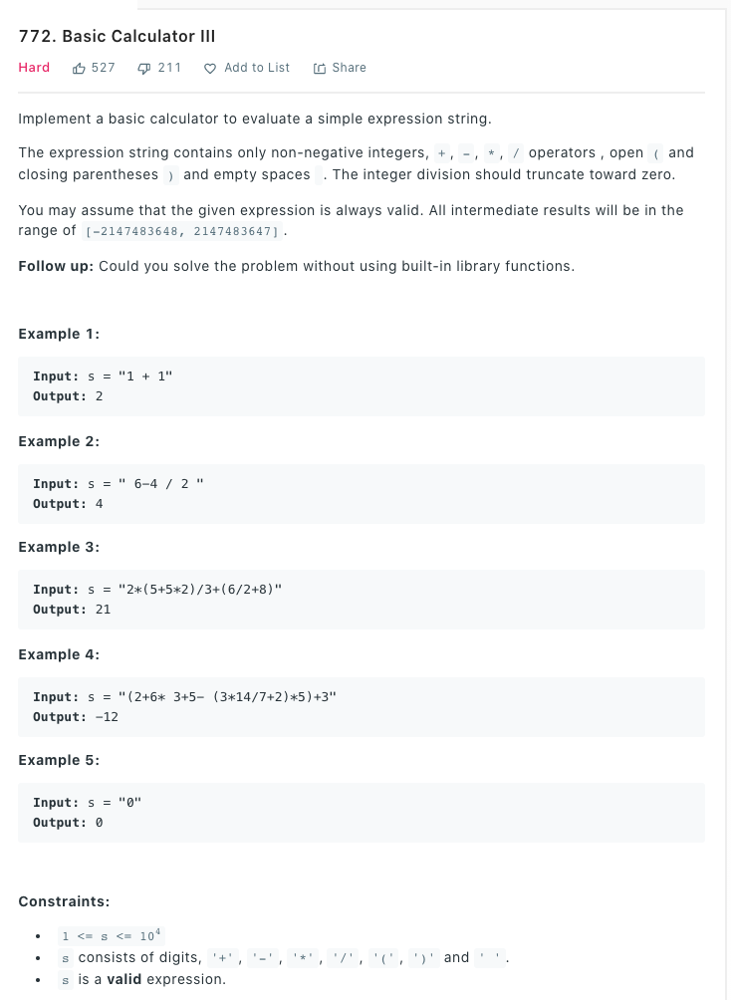 772. Basic Calculator III
Hard 527 211 Add to List Share
Implement a basic calculator to evaluate a simple expression string.
The expression string contains only non-negative integers, + , - , * , / operators , open ( and
closing parentheses ) and empty spaces . The integer division should truncate toward zero.
You may assume that the given expression is always valid. All intermediate results will be in the
range of [-2147483648, 2147483647] .
Follow up: Could you solve the problem without using built-in library functions.
Example 1:
Input: s = "1 + 1"
Output: 2
Example 2:
Input: s = " 6-4 / 2 "
Output: 4
Example 3:
Input: s = "2*(5+5*2)/3+(6/2+8)"
Output: 21
Example 4:
Input: s = "(2+6* 3+5- (3*14/7+2)*5)+3"
Output: -12
Example 5:
Input: s = "0"
Output: 0
Constraints:
• 1 <= s <= 10⁴
• s consists of digits, '+' , '-' , '*' , '/' , '(' , ')' and ' ' .
• s is a valid expression.